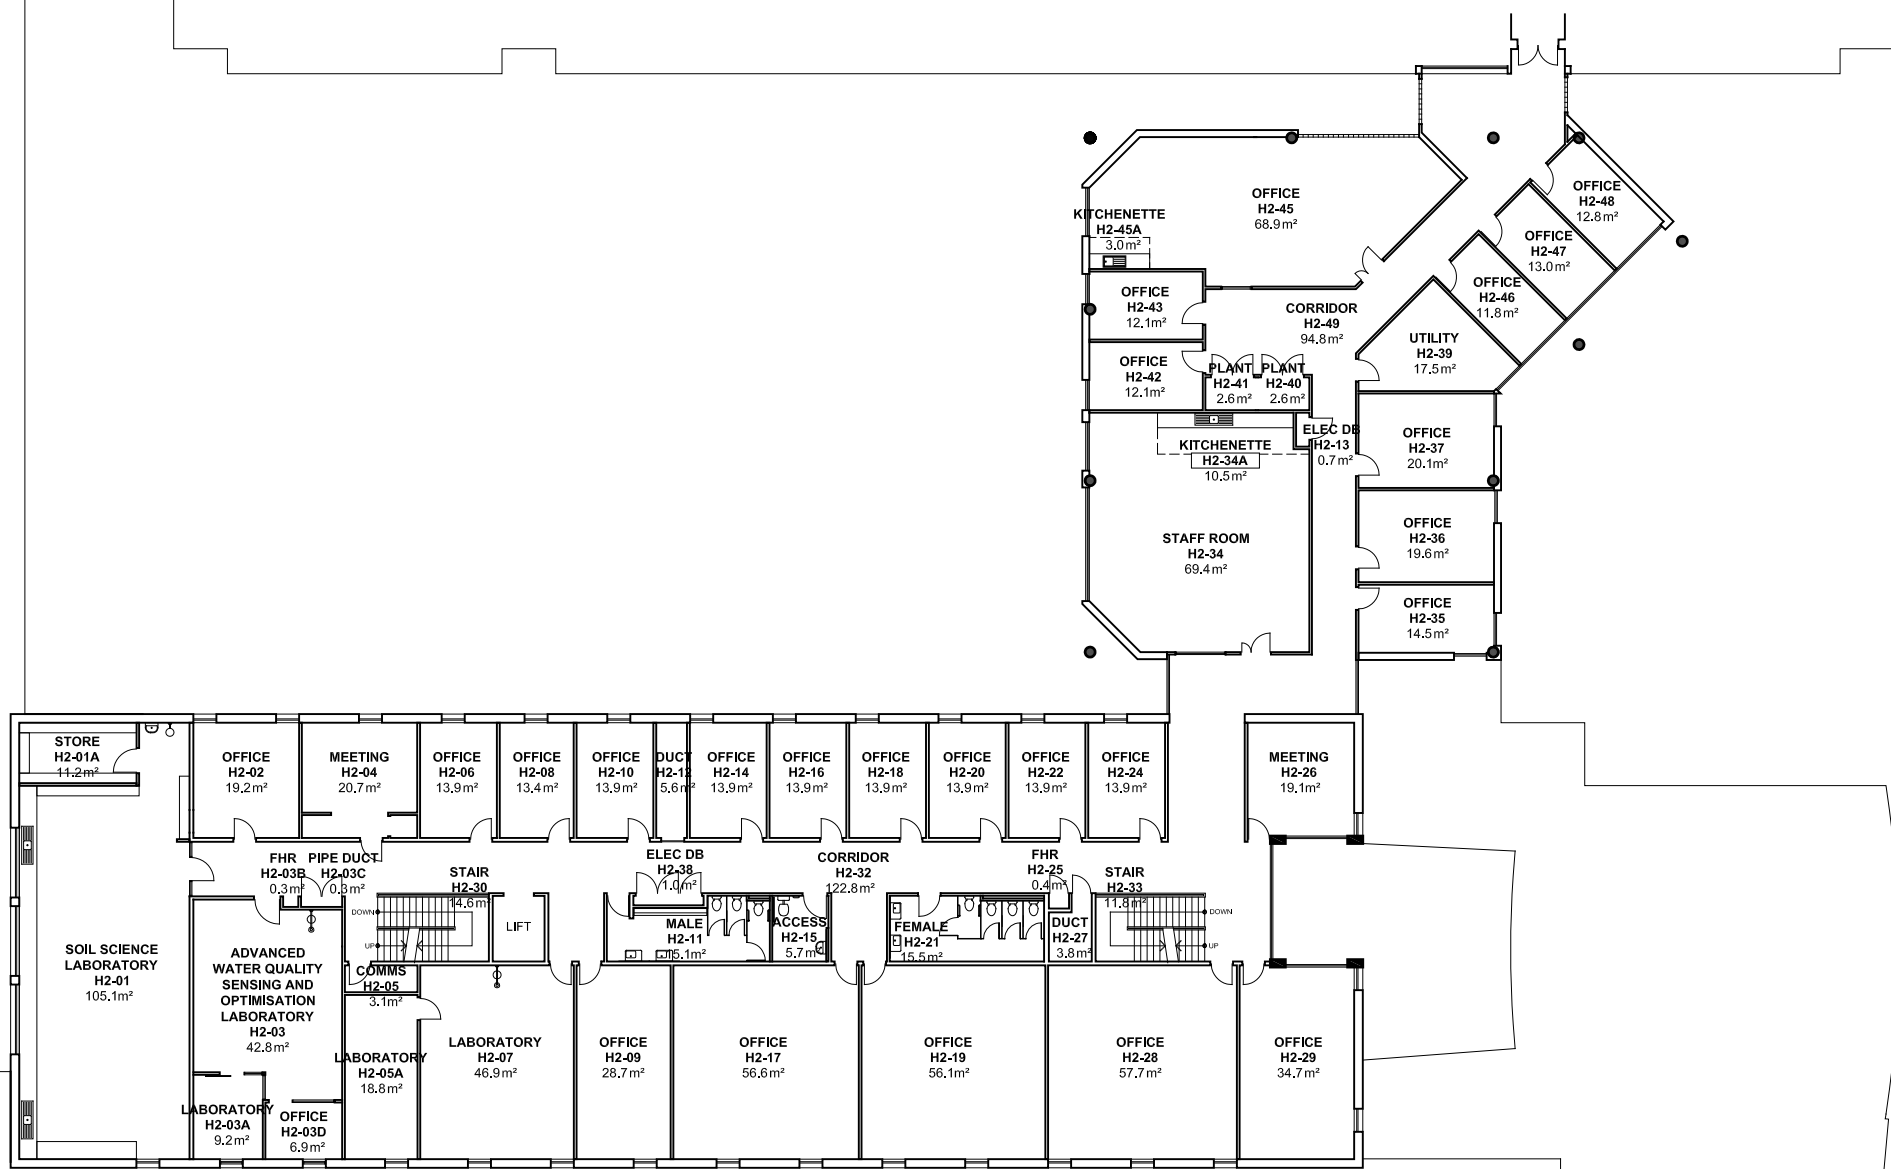 OFFICE
H2-48
12.8m²
OFFICE
H2-45
68.9m²
KITCHENETTE
H2-45A
3.0m²
OFFICE
H2-47
13.0m²
OFFICE
H2-46
11.8m²
OFFICE
H2-43
12.1m²
CORRIDOR
H2-49
94.8m²
UTILITY
H2-39
17.5m²
OFFICE
H2-42
12.1m²
PLANT
H2-41
2.6m²
PLANT
H2-40
2.6m²
KITCHENETTE
H2-34A
10.5m²
ELEC DB
H2-13
0.7m²
OFFICE
H2-37
20.1m²
STAFF ROOM
H2-34
69.4m²
OFFICE
H2-36
19.6m²
OFFICE
H2-35
14.5m²
STORE
H2-01A
11.2m²
OFFICE
H2-02
19.2m²
MEETING
H2-04
20.7m²
OFFICE
H2-06
13.9m²
OFFICE
H2-08
13.4m²
OFFICE
H2-10
13.9m²
DUCT
H2-12
5.6m²
OFFICE
H2-14
13.9m²
OFFICE
H2-16
13.9m²
OFFICE
H2-18
13.9m²
OFFICE
H2-20
13.9m²
OFFICE
H2-22
13.9m²
OFFICE
H2-24
13.9m²
MEETING
H2-26
19.1m²
FHR
H2-03B
0.3m²
PIPE DUCT
H2-03C
0.3m²
STAIR
H2-30
14.6m²
ELEC DB
H2-38
1.0m²
CORRIDOR
H2-32
122.8m²
FHR
H2-25
0.4m²
STAIR
H2-33
11.8m²
DOWN
UP
LIFT
MALE
H2-11
15.1m²
ACCESS
H2-15
5.7m²
FEMALE
H2-21
15.5m²
DUCT
H2-27
3.8m²
DOWN
UP
SOIL SCIENCE
LABORATORY
H2-01
105.1m²
ADVANCED
WATER QUALITY
SENSING AND
OPTIMISATION
LABORATORY
H2-03
42.8m²
COMMS
H2-05
3.1m²
LABORATORY
H2-05A
18.8m²
LABORATORY
H2-07
46.9m²
OFFICE
H2-09
28.7m²
OFFICE
H2-17
56.6m²
OFFICE
H2-19
56.1m²
OFFICE
H2-28
57.7m²
OFFICE
H2-29
34.7m²
LABORATORY
H2-03A
9.2m²
OFFICE
H2-03D
6.9m²